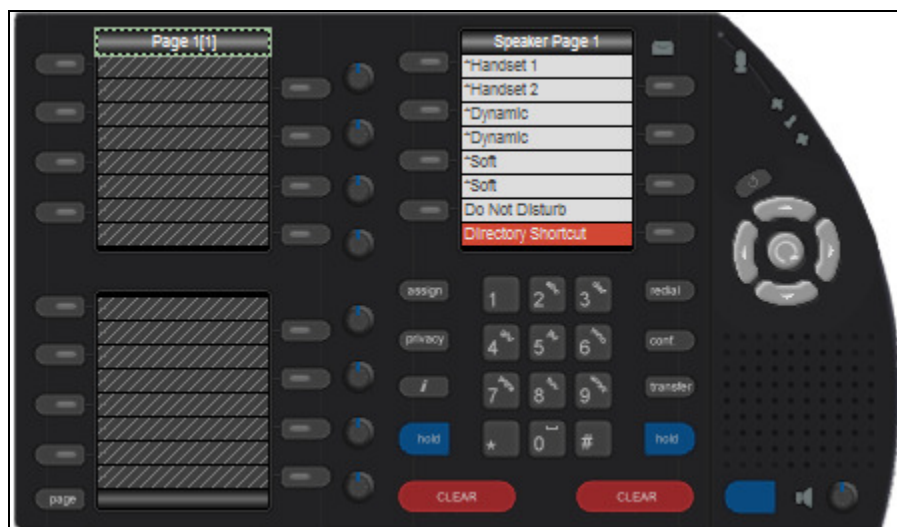 Page 1[1]
Speaker Page 1
*Handset 1
*Handset 2
*Dynamic
*Dynamic
*Soft
*Soft
Do Not Disturb
Directory Shortcut
assign
1 2 3
redial
privacy
4 5 6
conf.
i
7 8 9
transfer
hold
* 0 #
hold
page
CLEAR
CLEAR